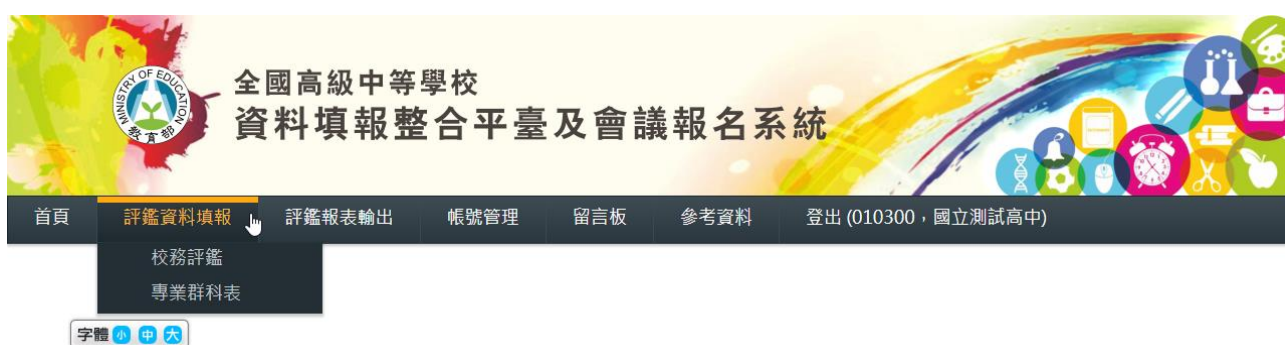 MINISTRY OF EDUCATION
教育部
全國高級中等學校
資料填報整合平臺及會議報名系統
首頁 評鑑資料填報 評鑑報表輸出 帳號管理 留言板 參考資料 登出 (010300，國立測試高中)
校務評鑑
專業群科表
字體 小 中 大